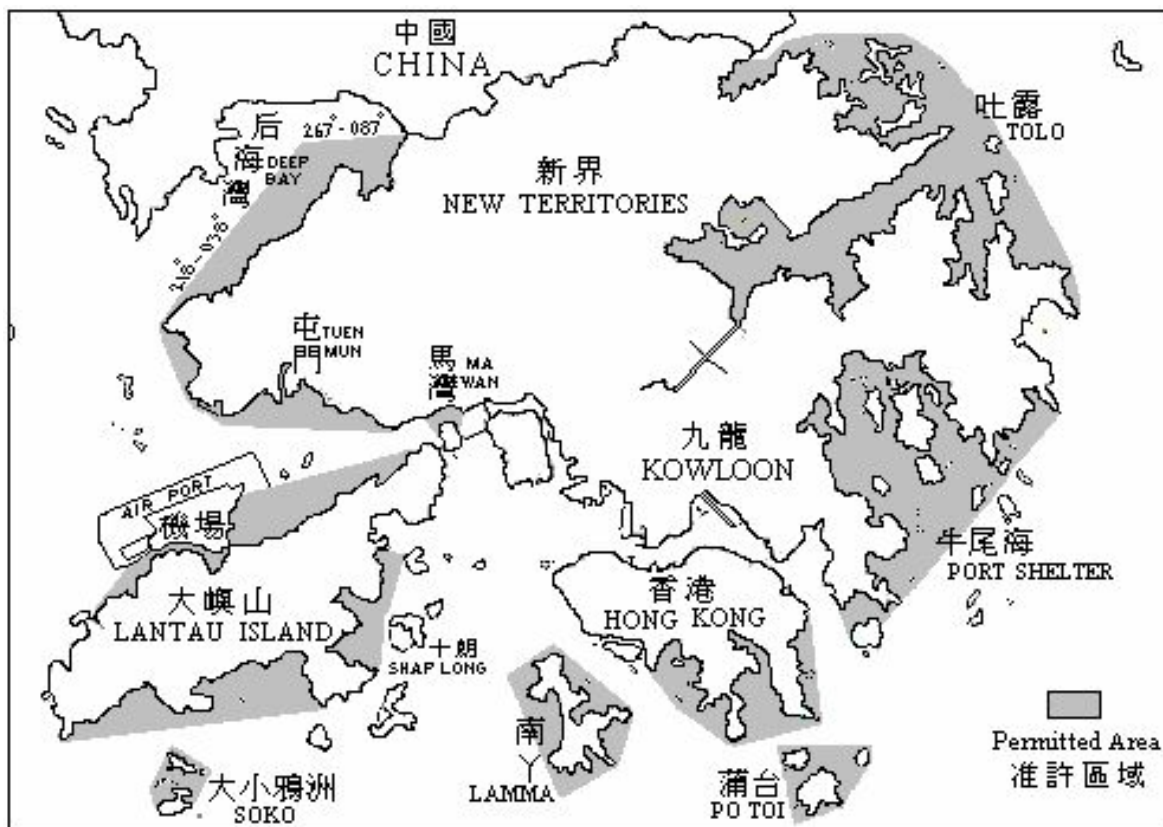 中國
CHINA
后海灣
DEEP
BAY
267°-087°
218°-038°
吐露
TOLO
新界
NEW TERRITORIES
屯門
TUEN
MUN
馬灣
MA
WAN
九龍
KOWLOON
AIR PORT
機場
牛尾海
PORT SHELTER
香港
HONG KONG
大嶼山
LANTAU ISLAND
十朗
SHAP LONG
南丫
LAMMA
蒲台
PO TOI
大小鴉洲
SOKO
Permitted Area
准許區域